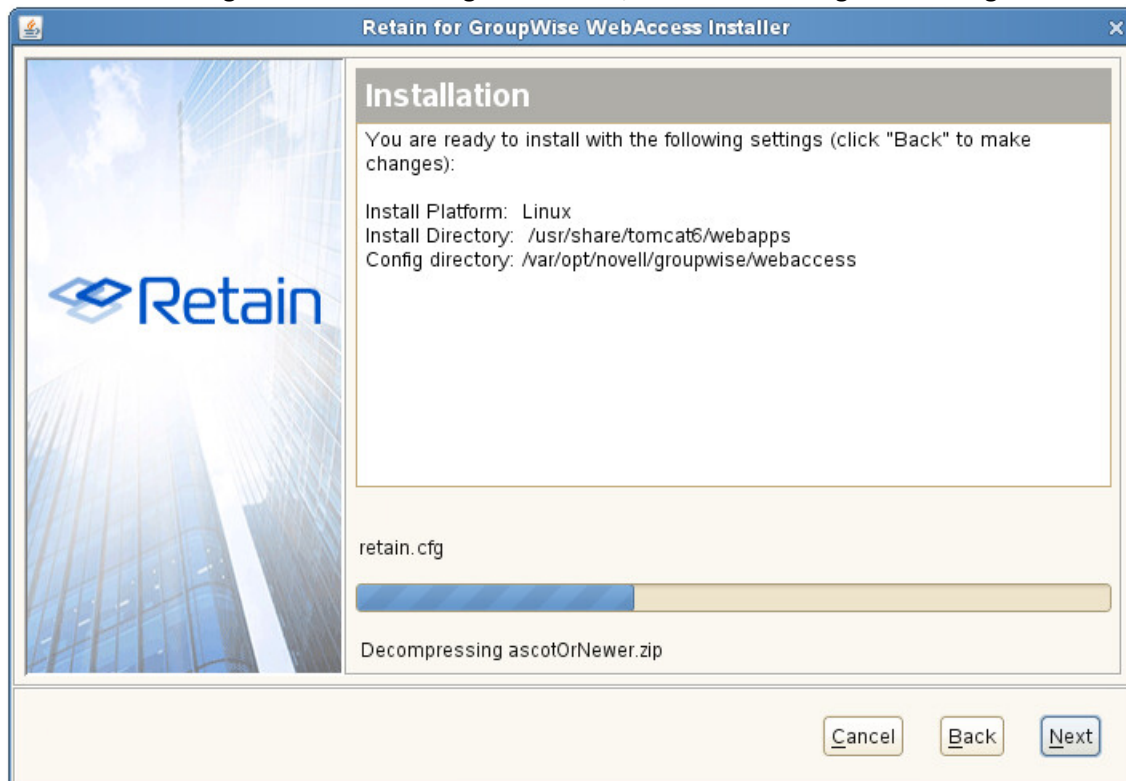 Retain for GroupWise WebAccess Installer
Installation
You are ready to install with the following settings (click "Back" to make
changes):
Install Platform: Linux
Install Directory: /usr/share/tomcat6/webapps
Config directory: /var/opt/novell/groupwise/webaccess
Retain
retain.cfg
Decompressing ascotOrNewer.zip
Cancel Back Next